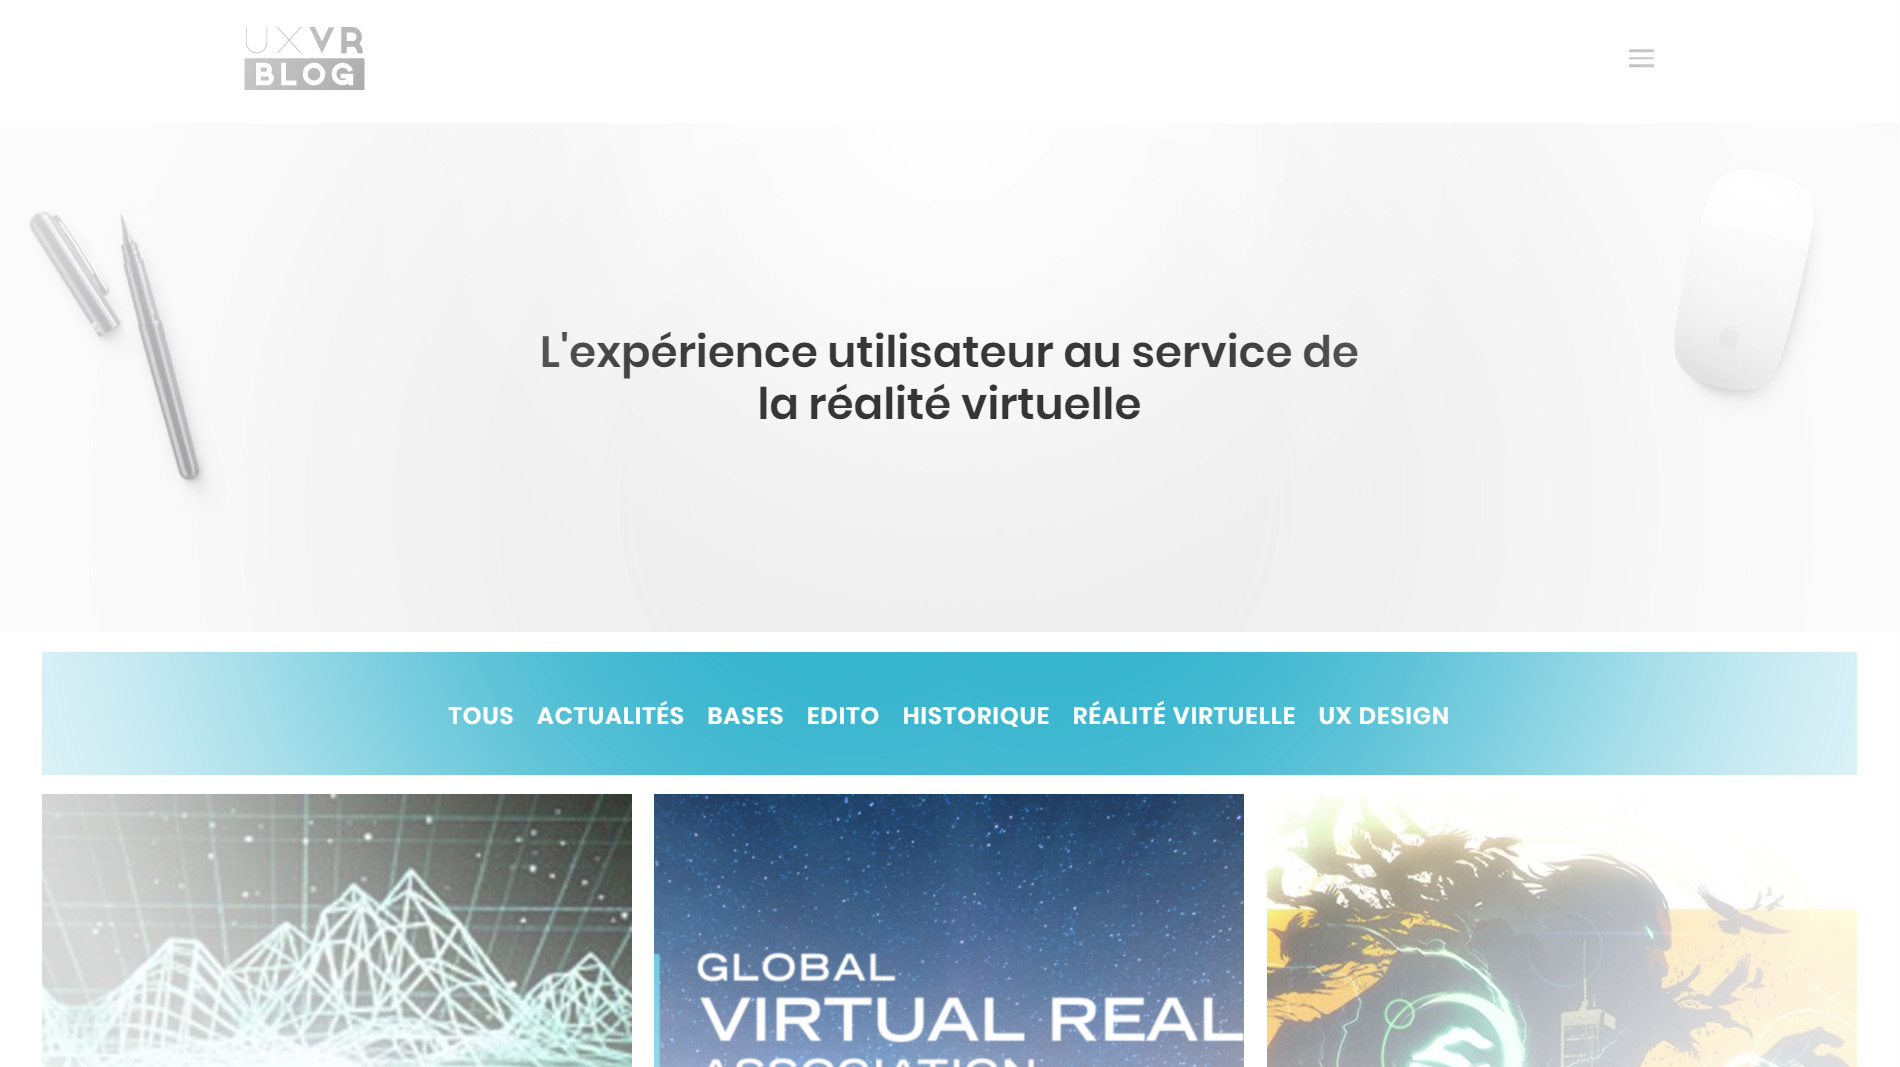 UXVR
BLOG
L'expérience utilisateur au service de
la réalité virtuelle
TOUS ACTUALITÉS BASES EDITO HISTORIQUE RÉALITÉ VIRTUELLE UX DESIGN
GLOBAL
VIRTUAL REAL
ASSOCIATION